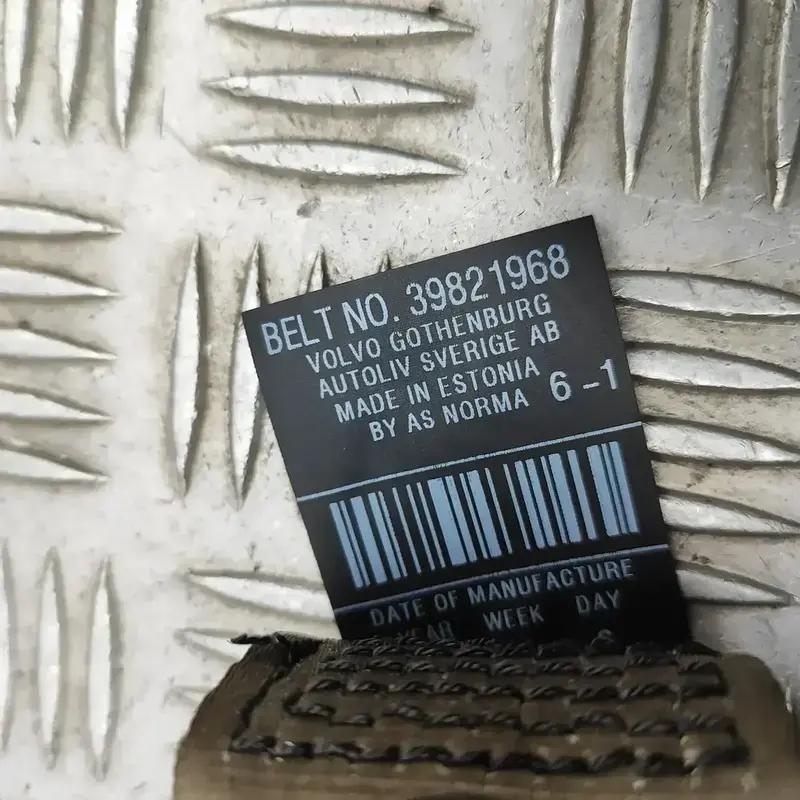 BELT NO. 39821968
VOLVO GOTHENBURG
AUTOLIV SVERIGE AB
MADE IN ESTONIA
BY AS NORMA 6-1
DATE OF MANUFACTURE
YEAR WEEK DAY